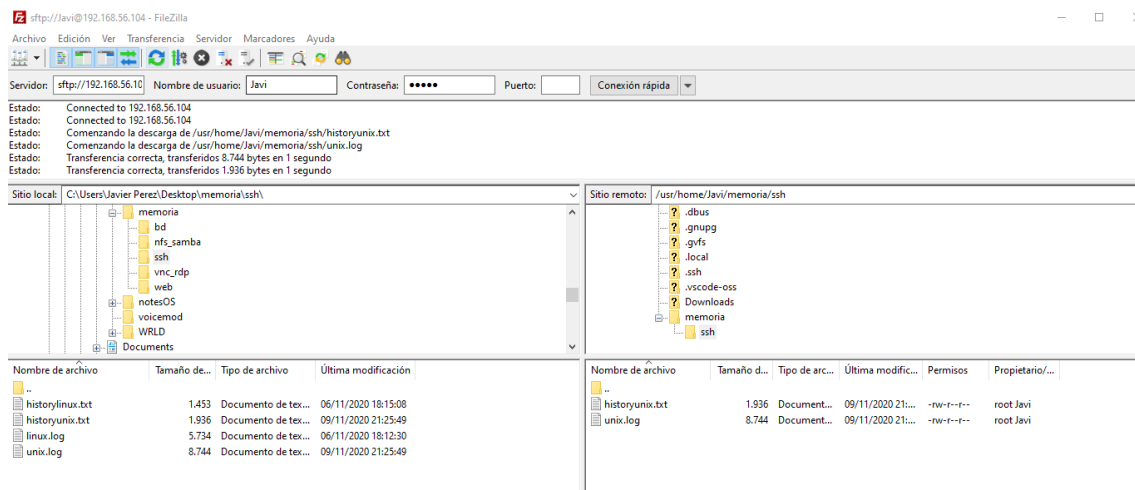 sftp://Javi@192.168.56.104 - FileZilla
Archivo Edición Ver Transferencia Servidor Marcadores Ayuda
Servidor: sftp://192.168.56.10 Nombre de usuario: Javi Contraseña: ●●●●● Puerto: Conexión rápida
Estado: Connected to 192.168.56.104
Estado: Connected to 192.168.56.104
Estado: Comenzando la descarga de /usr/home/Javi/memoria/ssh/historyunix.txt
Estado: Comenzando la descarga de /usr/home/Javi/memoria/ssh/unix.log
Estado: Transferencia correcta, transferidos 8.744 bytes en 1 segundo
Estado: Transferencia correcta, transferidos 1.936 bytes en 1 segundo
Sitio local: C:\Users\Javier Perez\Desktop\memoria\ssh\
memoria
bd
nfs_samba
ssh
vnc_rdp
web
notesOS
voicemod
WRLD
Documents
Nombre de archivo Tamaño de... Tipo de archivo Última modificación
..
historylinux.txt 1.453 Documento de tex... 06/11/2020 18:15:08
historyunix.txt 1.936 Documento de tex... 09/11/2020 21:25:49
linux.log 5.734 Documento de tex... 06/11/2020 18:12:30
unix.log 8.744 Documento de tex... 09/11/2020 21:25:49
Sitio remoto: /usr/home/Javi/memoria/ssh
? .dbus
? .gnupg
? .gvfs
? .local
? .ssh
? .vscode-oss
? Downloads
memoria
ssh
Nombre de archivo Tamaño d... Tipo de arc... Última modific... Permisos Propietario/...
..
historyunix.txt 1.936 Document... 09/11/2020 21:... -rw-r--r-- root Javi
unix.log 8.744 Document... 09/11/2020 21:... -rw-r--r-- root Javi